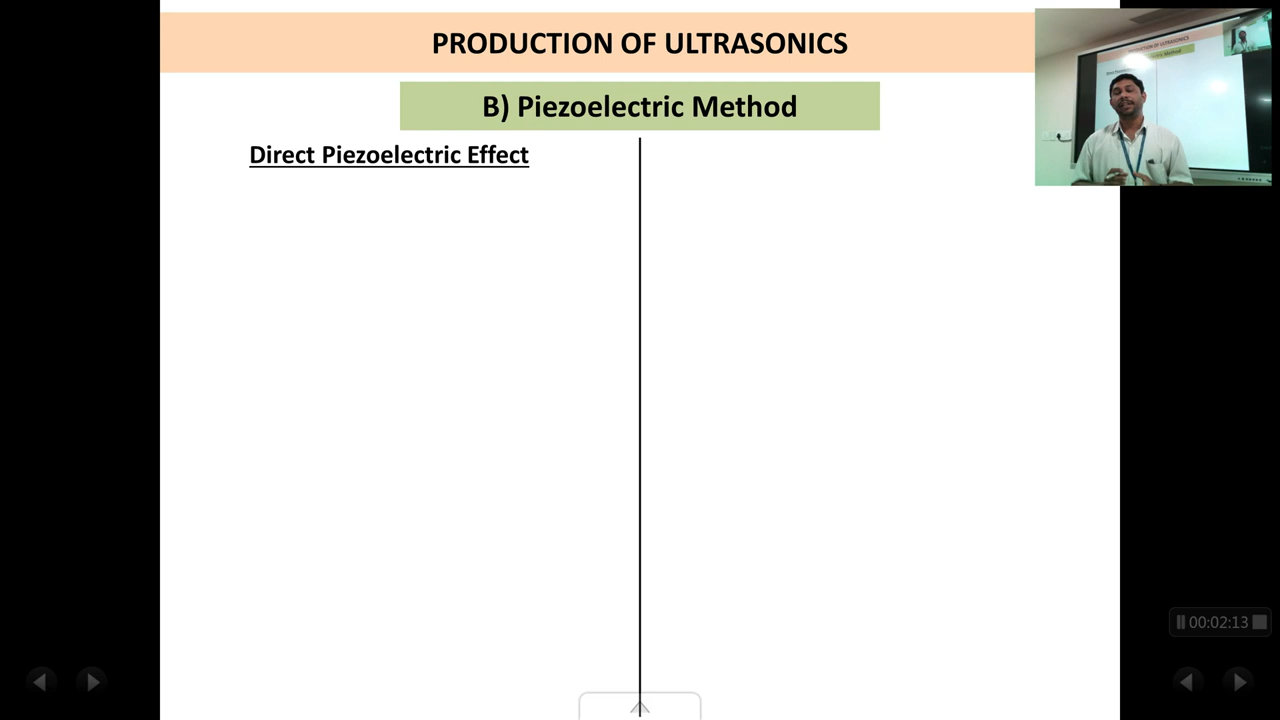 PRODUCTION OF ULTRASONICS
B) Piezoelectric Method
Direct Piezoelectric Effect
00:02:13